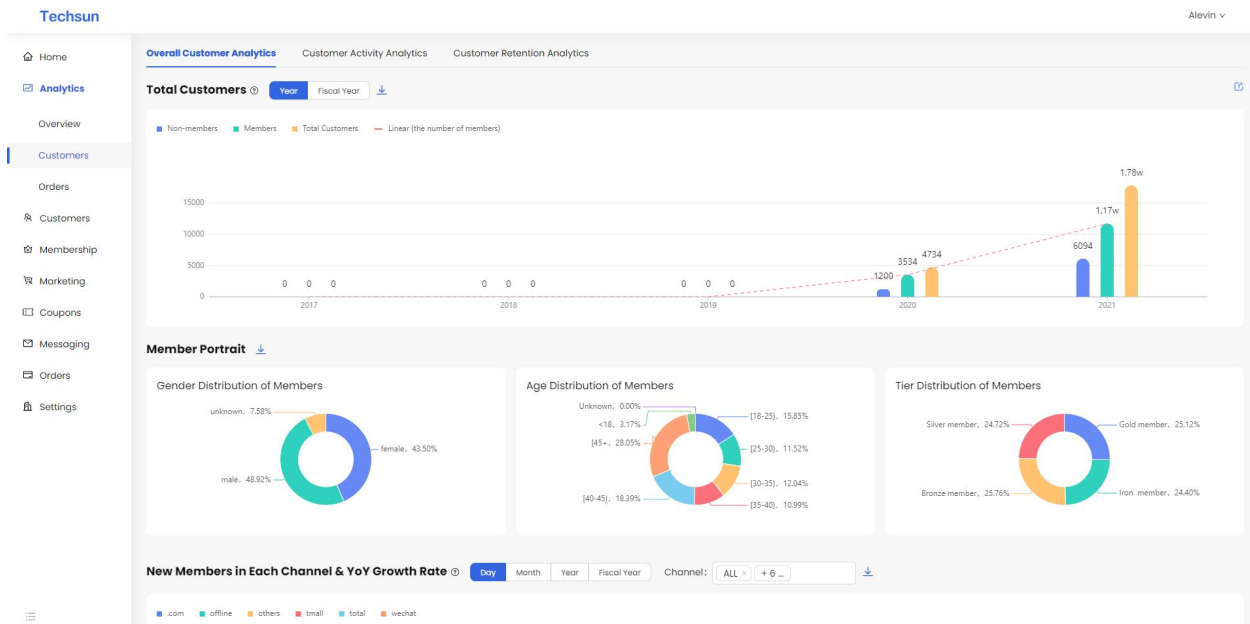 Techsun
Alevin
Home
Analytics
Overview
Customers
Orders
Customers
Membership
Marketing
Coupons
Messaging
Orders
Settings
Overall Customer Analytics Customer Activity Analytics Customer Retention Analytics
Total Customers Year Fiscal Year
Non-members Members Total Customers Linear (the number of members)
15000
10000
5000
0
0 0 0
0 0 0
0 0 0
1200 3534 4734
6094 1.17w 1.78w
2017 2018 2019 2020 2021
Member Portrait
Gender Distribution of Members
unknown, 7.58%
female, 43.50%
male, 48.92%
Age Distribution of Members
Unknown, 0.00%
<18, 3.17%
[45+, 28.05%
[40-45), 18.39%
[18-25), 15.85%
[25-30), 11.52%
[30-35), 12.04%
[35-40), 10.99%
Tier Distribution of Members
Silver member, 24.72%
Gold member, 25.12%
Bronze member, 25.76%
Iron member, 24.40%
New Members in Each Channel & YoY Growth Rate Day Month Year Fiscal Year Channel: ALL × + 6 ...
.com offline others tmall total wechat